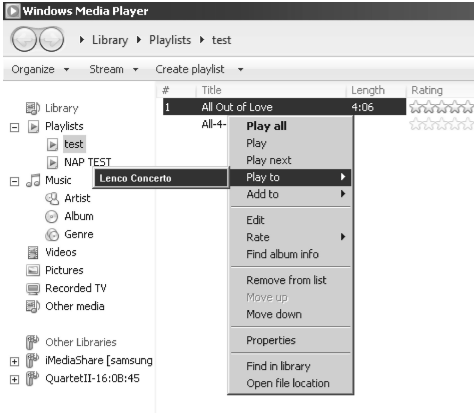 Windows Media Player
Library ▸ Playlists ▸ test
Organize Stream Create playlist
# Title Length Rating
1 All Out of Love 4:06
All-4-
Library
Playlists
test
NAP TEST
Music
Artist
Album
Genre
Videos
Pictures
Recorded TV
Other media
Other Libraries
iMediaShare [samsung
QuartetII-16:0B:45
Lenco Concerto
Play all
Play
Play next
Play to
Add to
Edit
Rate
Find album info
Remove from list
Move up
Move down
Properties
Find in library
Open file location